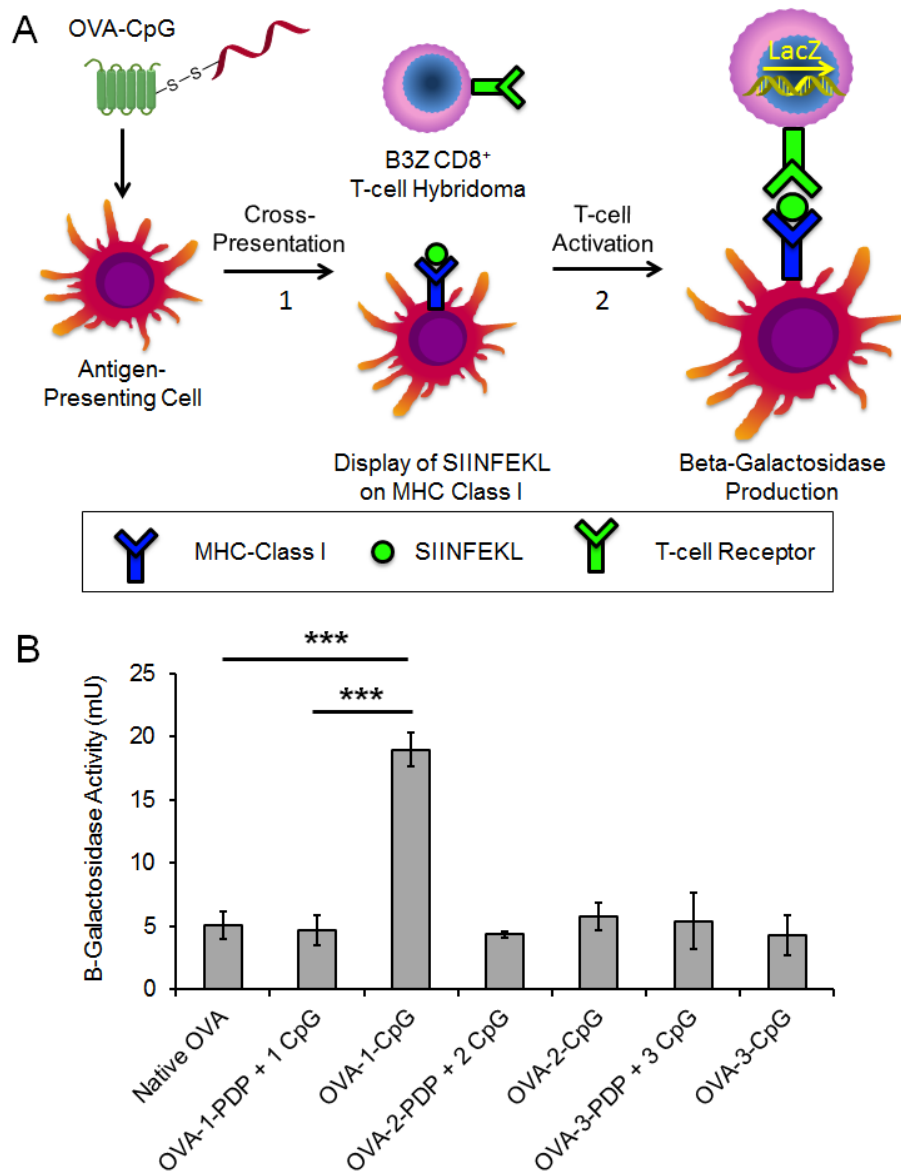 A
OVA-CpG
S-S
LacZ
B3Z CD8⁺
T-cell Hybridoma
Cross-
Presentation
1
T-cell
Activation
2
Antigen-
Presenting Cell
Display of SIINFEKL
on MHC Class I
Beta-Galactosidase
Production
MHC-Class I
SIINFEKL
T-cell Receptor
B
***
***
B-Galactosidase Activity (mU)
25
20
15
10
5
0
Native OVA
OVA-1-PDP + 1 CpG
OVA-1-CpG
OVA-2-PDP + 2 CpG
OVA-2-CpG
OVA-3-PDP + 3 CpG
OVA-3-CpG